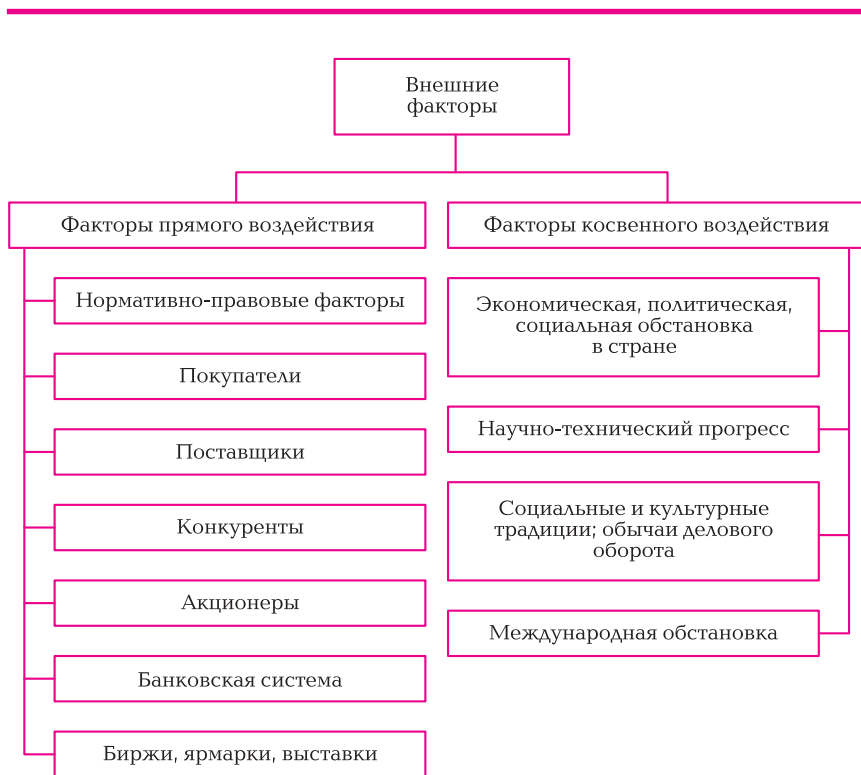 Внешние
факторы
Факторы прямого воздействия
Нормативно-правовые факторы
Покупатели
Поставщики
Конкуренты
Акционеры
Банковская система
Биржи, ярмарки, выставки
Факторы косвенного воздействия
Экономическая, политическая,
социальная обстановка
в стране
Научно-технический прогресс
Социальные и культурные
традиции; обычаи делового
оборота
Международная обстановка